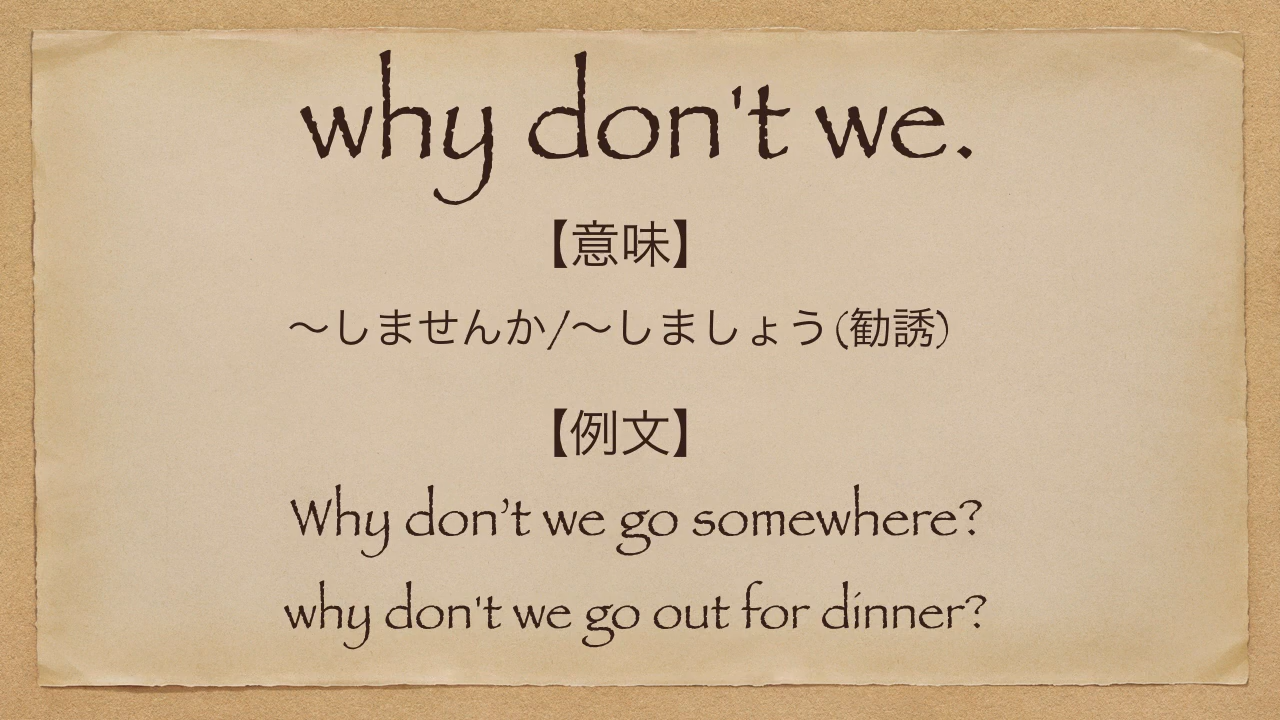 why don't we.
【意味】
〜しませんか/〜しましょう(勧誘)
【例文】
Why don’t we go somewhere?
why don't we go out for dinner?